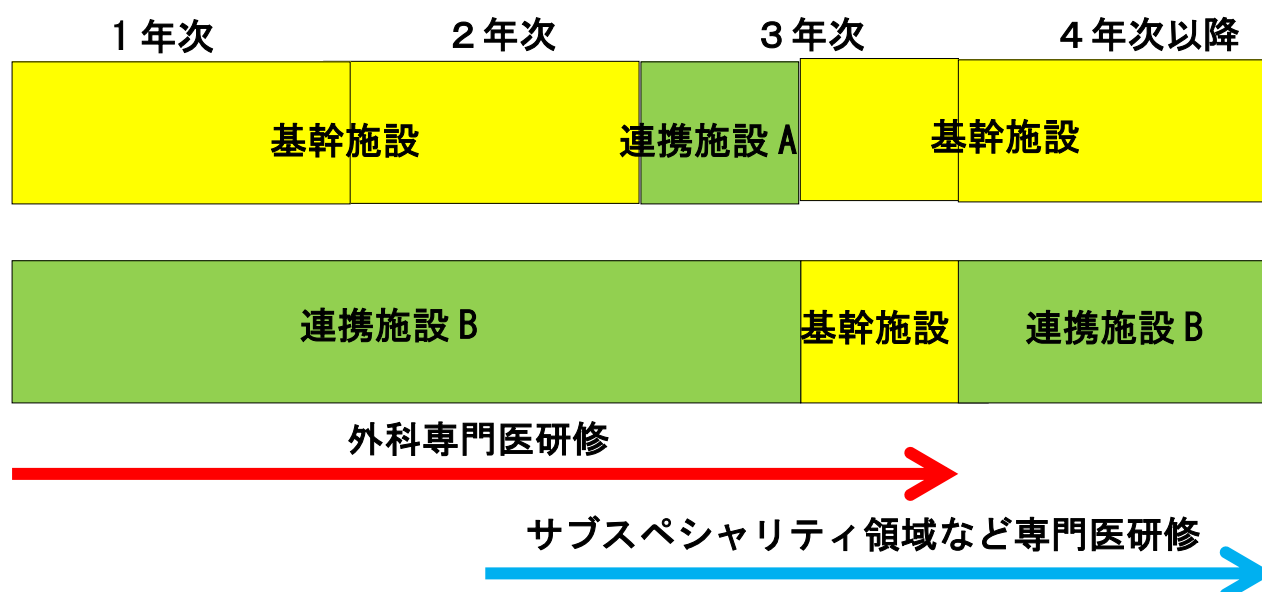 1年次 2年次 3年次 4年次以降
基幹施設 連携施設A 基幹施設
連携施設B 基幹施設 連携施設B
外科専門医研修
サブスペシャリティ領域など専門医研修